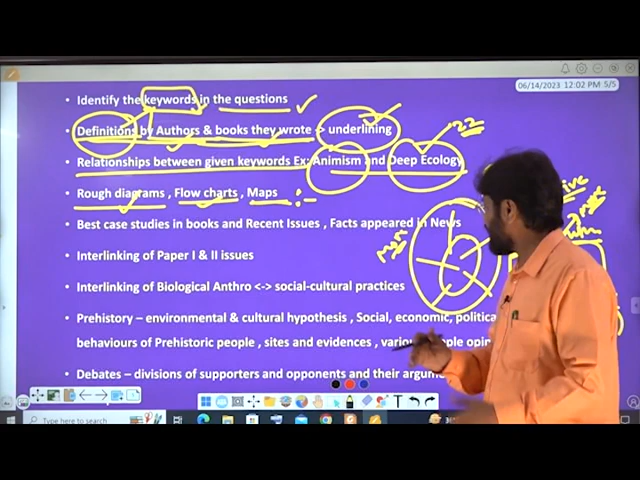 06/14/2023 12:02 PM 5/5
• Identify the keywords in the questions
• Definitions by Authors & books they wrote -> underlining
22
• Relationships between given keywords Ex: Animism and Deep Ecology
• Rough diagrams , Flow charts , Maps :-
• Best case studies in books and Recent Issues , Facts appeared in News
• Interlinking of Paper I & II issues
• Interlinking of Biological Anthro <-> social-cultural practices
• Prehistory – environmental & cultural hypothesis , Social, economic,
behaviours of Prehistoric people , sites and evidences ,
• Debates – divisions of supporters and opponents and their
Type here to search